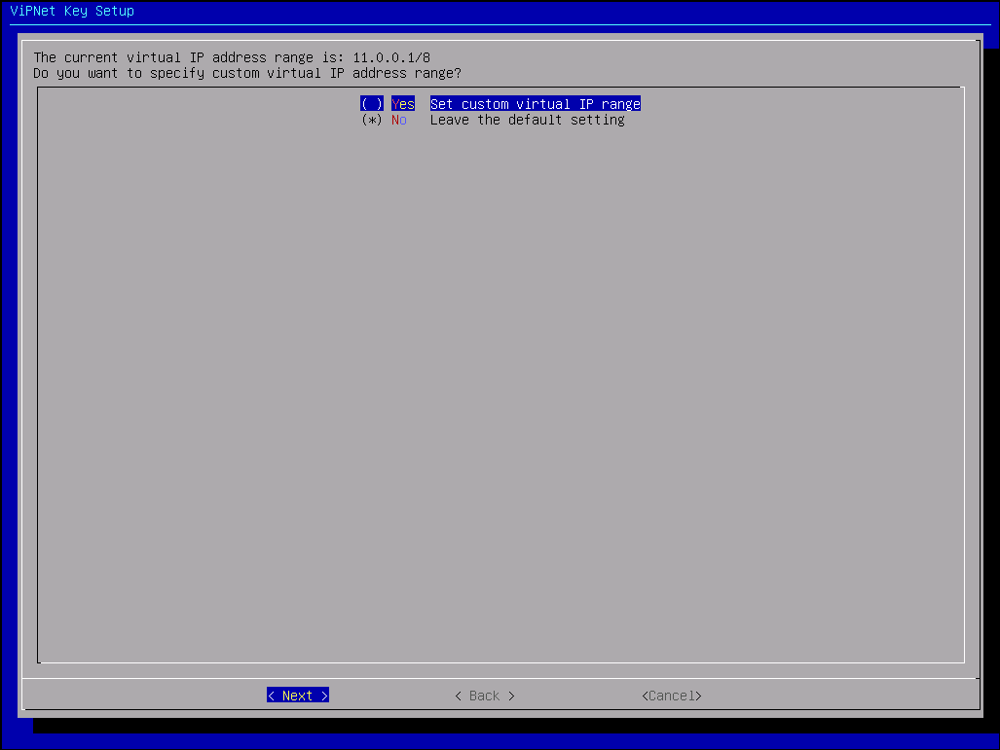 ViPNet Key Setup
The current virtual IP address range is: 11.0.0.1/8
Do you want to specify custom virtual IP address range?
( ) Yes Set custom virtual IP range
(*) No Leave the default setting
< Next > < Back > <Cancel>